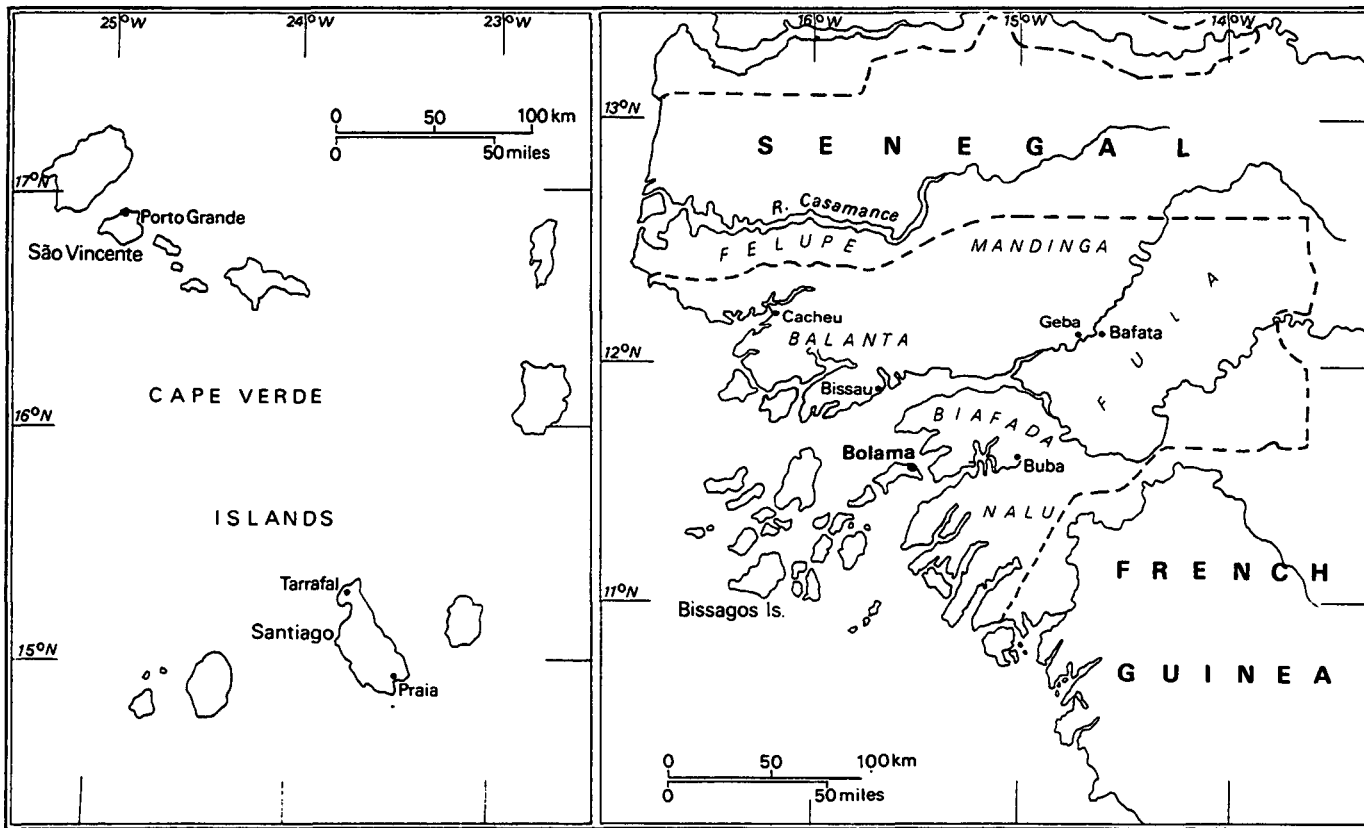 25°W 24°W 23°W
0 50 100 km
0 50 miles
17°N
Porto Grande
São Vincente
CAPE VERDE
16°N
ISLANDS
Tarrafal
Santiago
15°N
Praia
16°W 15°W 14°W
13°N
SENEGAL
R. Casamance
FELUPE
MANDINGA
Cacheu
Geba
Bafata
BALANTA
FULA
12°N
Bissau
BIAFADA
Bolama
Buba
NALU
FRENCH
11°N
Bissagos Is.
GUINEA
0 50 100 km
0 50 miles